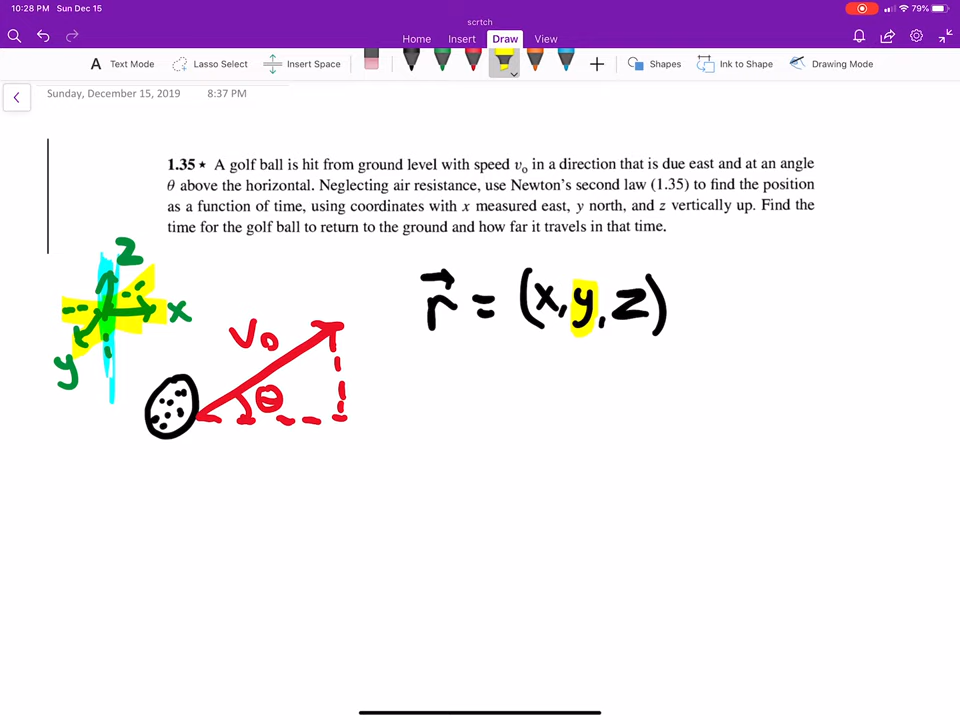 10:28 PM Sun Dec 15
79%
scrtch
Home Insert Draw View
A Text Mode Lasso Select Insert Space Shapes Ink to Shape Drawing Mode
Sunday, December 15, 2019 8:37 PM
1.35 ⋆ A golf ball is hit from ground level with speed v₀ in a direction that is due east and at an angle
θ above the horizontal. Neglecting air resistance, use Newton's second law (1.35) to find the position
as a function of time, using coordinates with x measured east, y north, and z vertically up. Find the
time for the golf ball to return to the ground and how far it travels in that time.
z
x
y
r⃗ = (x, y, z)
v₀
θ